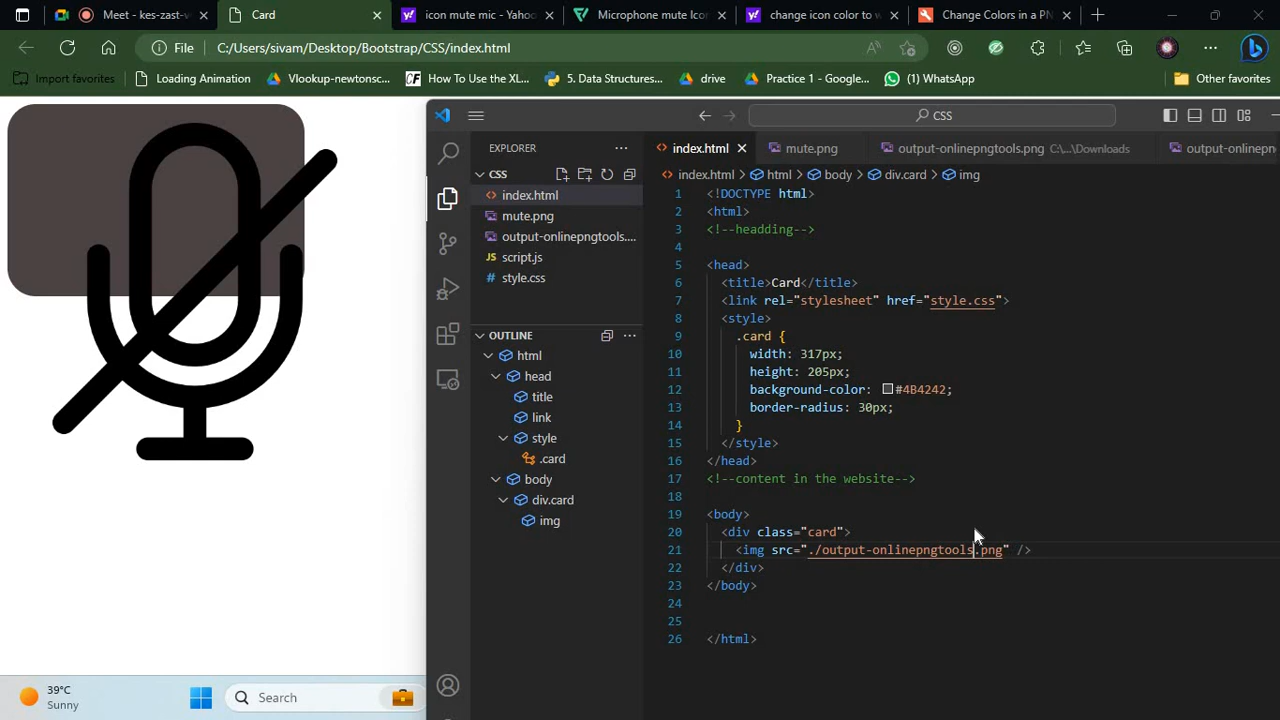 Meet - kes-zast-v
Card
icon mute mic - Yahoo
Microphone mute Icon
change icon color to w
Change Colors in a PN
File
C:/Users/sivam/Desktop/Bootstrap/CSS/index.html
Import favorites
Loading Animation
Vlookup-newtonsc...
How To Use the XL...
5. Data Structures...
drive
Practice 1 - Google...
(1) WhatsApp
Other favorites
CSS
EXPLORER
index.html
mute.png
output-onlinepngtools.png C:\...\Downloads
output-onlinepn
CSS
index.html > html > body > div.card > img
index.html
mute.png
output-onlinepngtools....
script.js
style.css
OUTLINE
html
head
title
link
style
.card
body
div.card
img
1 <!DOCTYPE html>
2 <html>
3 <!--headding-->
4
5 <head>
6 <title>Card</title>
7 <link rel="stylesheet" href="style.css">
8 <style>
9 .card {
10 width: 317px;
11 height: 205px;
12 background-color: #4B4242;
13 border-radius: 30px;
14 }
15 </style>
16 </head>
17 <!--content in the website-->
18
19 <body>
20 <div class="card">
21 <img src="./output-onlinepngtools.png" />
22 </div>
23 </body>
24
25
26 </html>
39°C
Sunny
Search